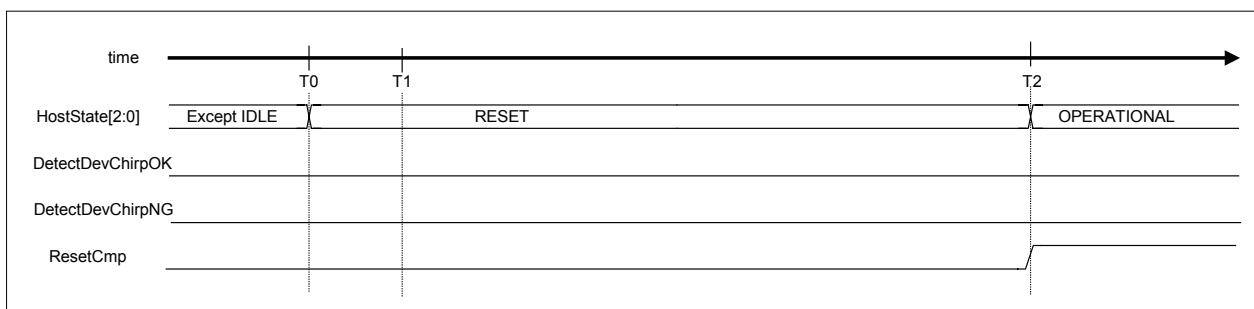 time
T0 T1 T2
HostState[2:0] Except IDLE RESET OPERATIONAL
DetectDevChirpOK
DetectDevChirpNG
ResetCmp